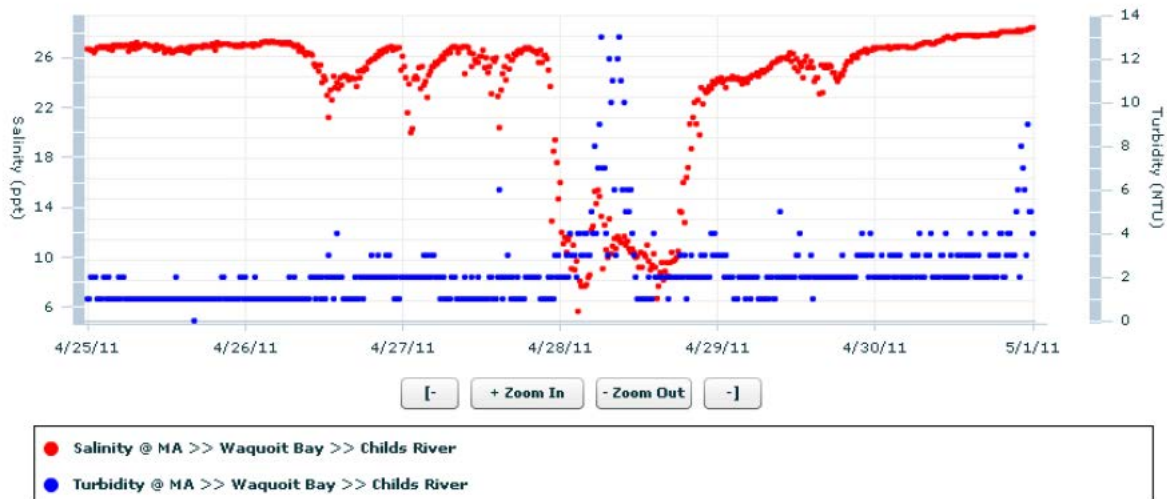 14
26
12
22
10
Salinity (ppt)
18
8
Turbidity (NTU)
6
14
4
10
2
6
0
4/25/11 4/26/11 4/27/11 4/28/11 4/29/11 4/30/11 5/1/11
[- + Zoom In - Zoom Out -]
Salinity @ MA >> Waquoit Bay >> Childs River
Turbidity @ MA >> Waquoit Bay >> Childs River